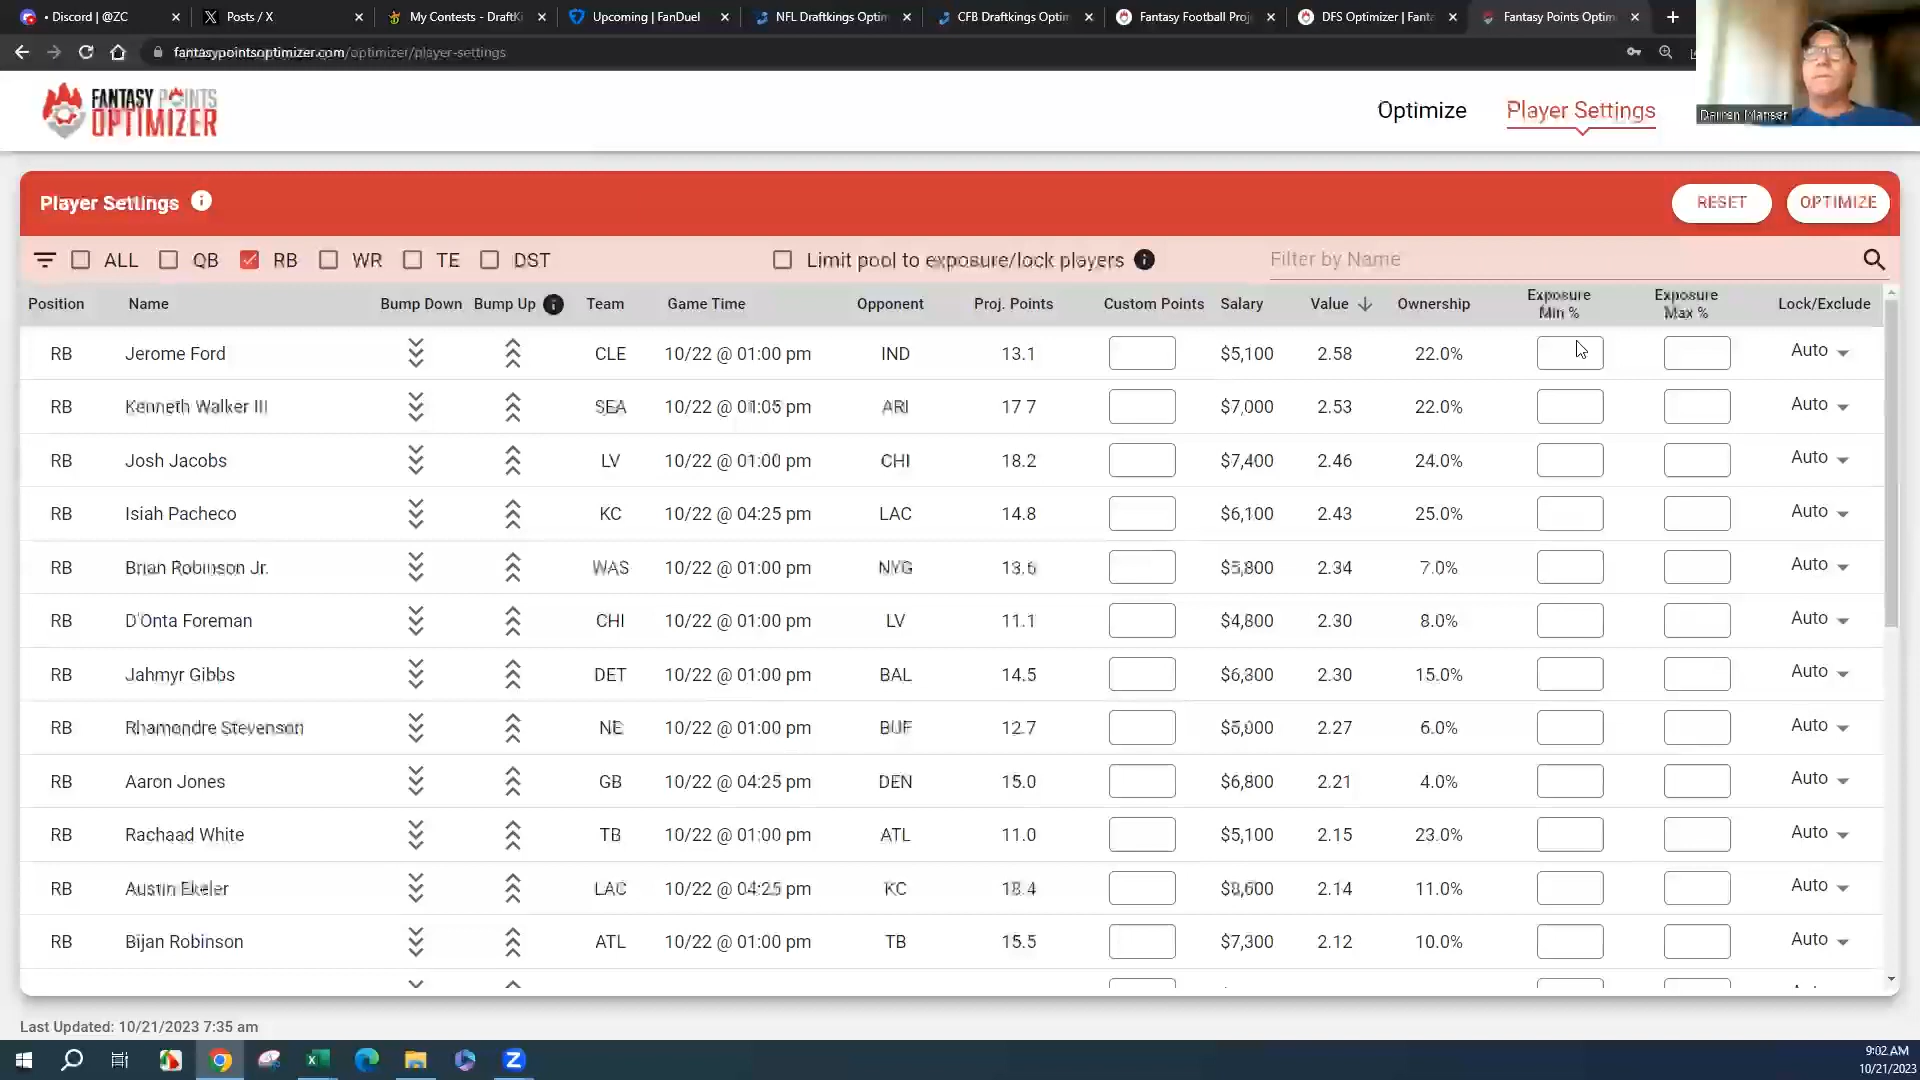 • Discord | @ZC
Posts / X
My Contests - DraftKi
Upcoming | FanDuel
NFL Draftkings Optim
CFB Draftkings Optim
Fantasy Football Proj
DFS Optimizer | Fanta
Fantasy Points Optim
fantasypointsoptimizer.com/optimizer/player-settings
FANTASY POINTS
OPTIMIZER
Optimize
Player Settings
Player Settings
RESET
OPTIMIZE
ALL
QB
RB
WR
TE
DST
Limit pool to exposure/lock players
Filter by Name
Position Name Bump Down Bump Up Team Game Time Opponent Proj. Points Custom Points Salary Value Ownership Exposure Min % Exposure Max % Lock/Exclude
RB Jerome Ford CLE 10/22 @ 01:00 pm IND 13.1 $5,100 2.58 22.0% Auto
RB Kenneth Walker III SEA 10/22 @ 01:05 pm ARI 17.7 $7,000 2.53 22.0% Auto
RB Josh Jacobs LV 10/22 @ 01:00 pm CHI 18.2 $7,400 2.46 24.0% Auto
RB Isiah Pacheco KC 10/22 @ 04:25 pm LAC 14.8 $6,100 2.43 25.0% Auto
RB Brian Robinson Jr. WAS 10/22 @ 01:00 pm NYG 13.6 $5,800 2.34 7.0% Auto
RB D'Onta Foreman CHI 10/22 @ 01:00 pm LV 11.1 $4,800 2.30 8.0% Auto
RB Jahmyr Gibbs DET 10/22 @ 01:00 pm BAL 14.5 $6,300 2.30 15.0% Auto
RB Rhamondre Stevenson NE 10/22 @ 01:00 pm BUF 12.7 2.27 6.0% Auto
RB Aaron Jones GB 10/22 @ 04:25 pm DEN 15.0 $6,800 2.21 4.0% Auto
RB Rachaad White TB 10/22 @ 01:00 pm ATL 11.0 $5,100 2.15 23.0% Auto
RB Austin Ekeler LAC 10/22 @ 04:25 pm KC 18.4 $8,600 2.14 11.0% Auto
RB Bijan Robinson ATL 10/22 @ 01:00 pm TB 15.5 $7,300 2.12 10.0% Auto
Last Updated: 10/21/2023 7:35 am
9:02 AM
10/21/2023